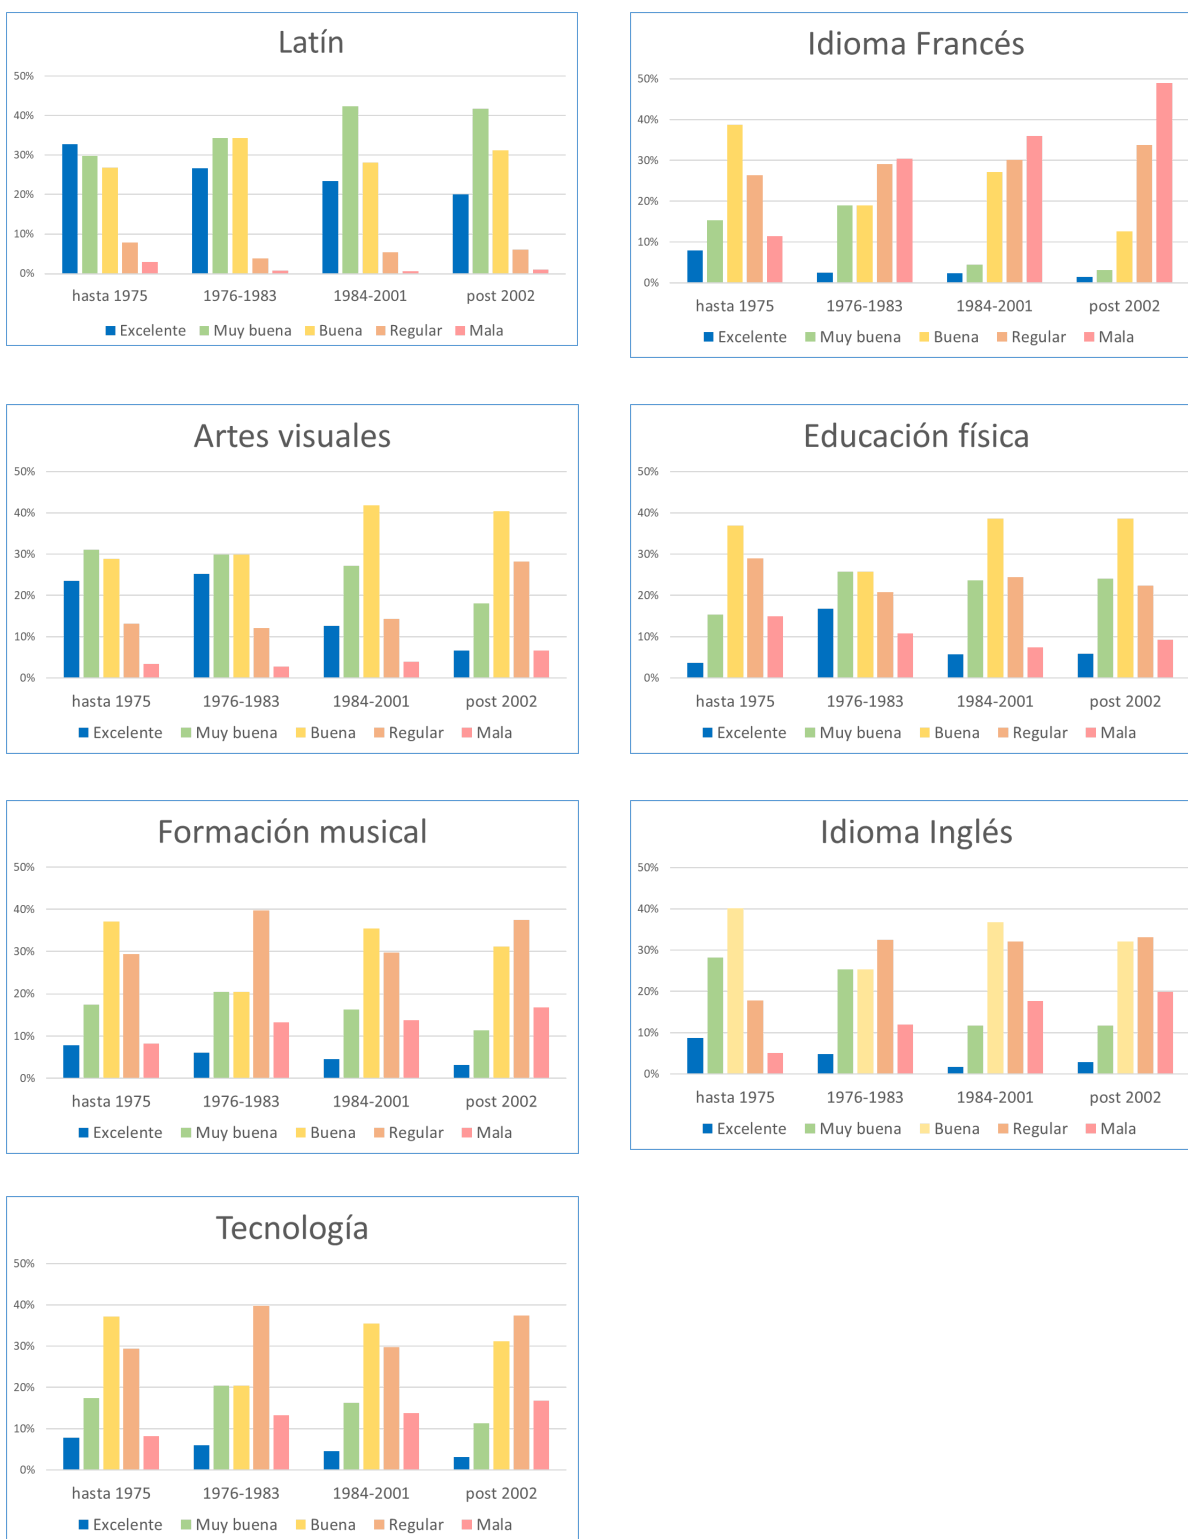 Latín
50%
40%
30%
20%
10%
0%
hasta 1975 1976-1983 1984-2001 post 2002
Excelente Muy buena Buena Regular Mala
Idioma Francés
50%
40%
30%
20%
10%
0%
hasta 1975 1976-1983 1984-2001 post 2002
Excelente Muy buena Buena Regular Mala
Artes visuales
50%
40%
30%
20%
10%
0%
hasta 1975 1976-1983 1984-2001 post 2002
Excelente Muy buena Buena Regular Mala
Educación física
50%
40%
30%
20%
10%
0%
hasta 1975 1976-1983 1984-2001 post 2002
Excelente Muy buena Buena Regular Mala
Formación musical
50%
40%
30%
20%
10%
0%
hasta 1975 1976-1983 1984-2001 post 2002
Excelente Muy buena Buena Regular Mala
Idioma Inglés
50%
40%
30%
20%
10%
0%
hasta 1975 1976-1983 1984-2001 post 2002
Excelente Muy buena Buena Regular Mala
Tecnología
50%
40%
30%
20%
10%
0%
hasta 1975 1976-1983 1984-2001 post 2002
Excelente Muy buena Buena Regular Mala